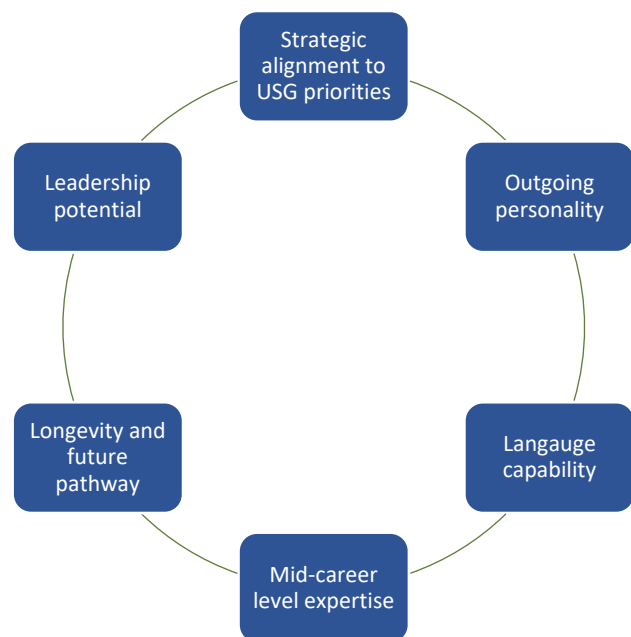 Strategic
alignment to
USG priorities
Outgoing
personality
Langauge
capability
Mid-career
level expertise
Longevity and
future
pathway
Leadership
potential